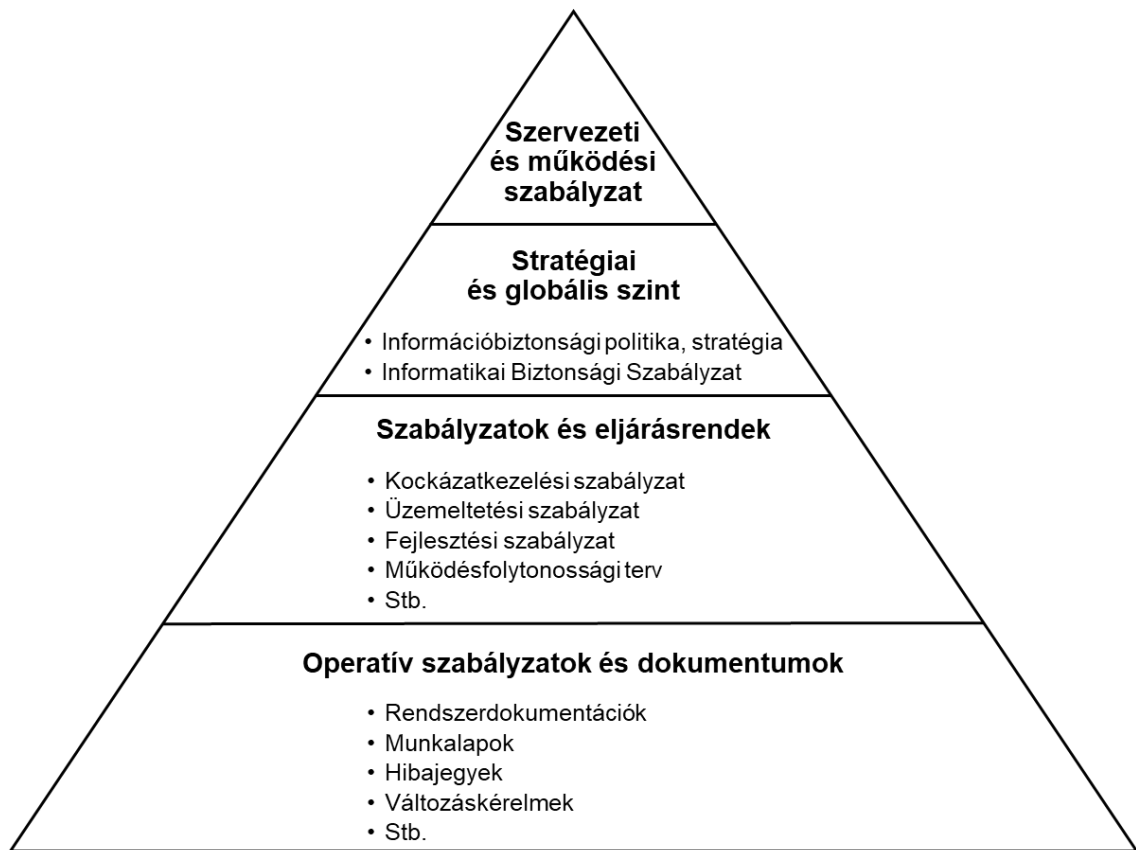 Szervezeti
és működési
szabályzat
Stratégiai
és globális szint
• Információbiztonsági politika, stratégia
• Informatikai Biztonsági Szabályzat
Szabályzatok és eljárásrendek
• Kockázatkezelési szabályzat
• Üzemeltetési szabályzat
• Fejlesztési szabályzat
• Működésfolytonossági terv
• Stb.
Operatív szabályzatok és dokumentumok
• Rendszerdokumentációk
• Munkalapok
• Hibajegyek
• Változáskérelmek
• Stb.